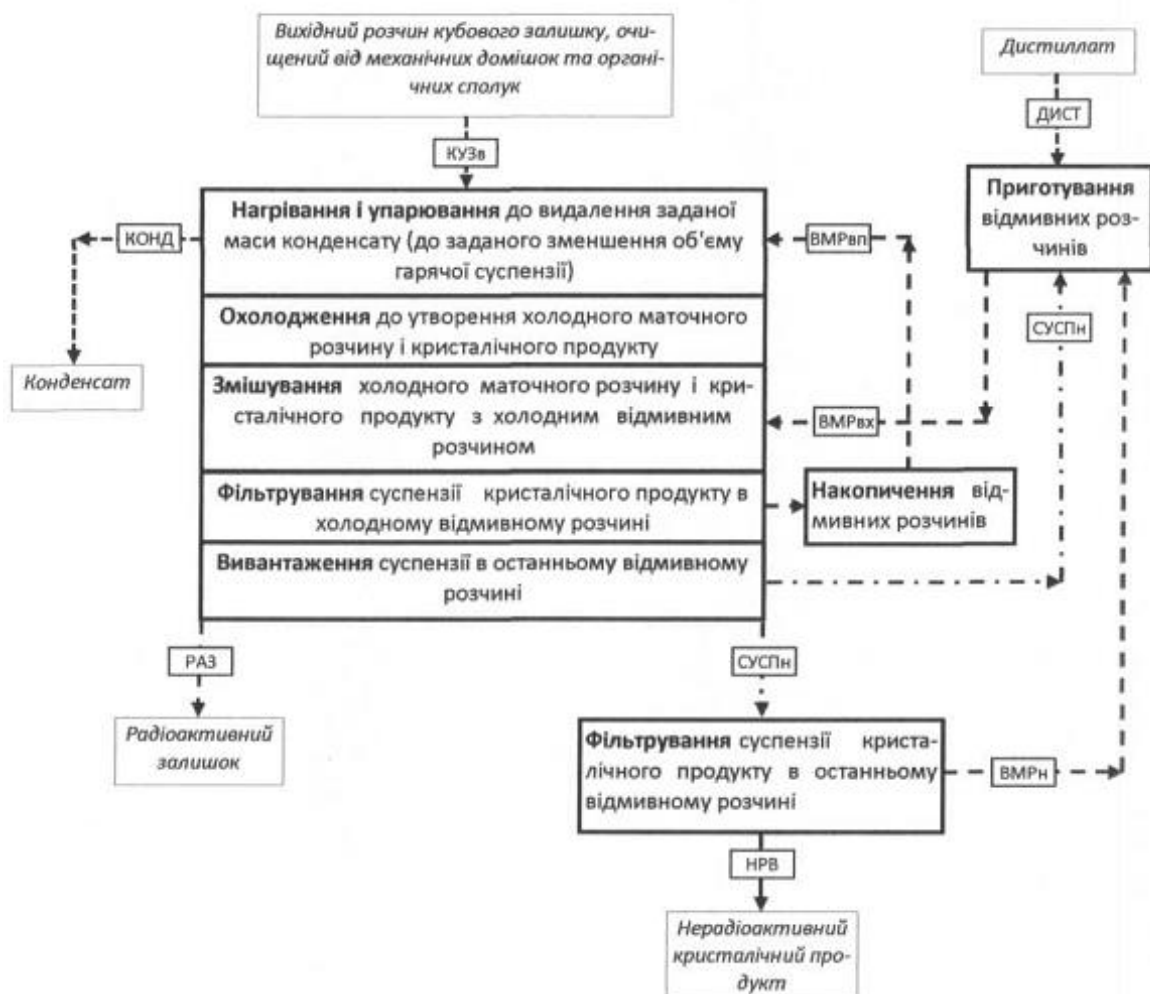 Вихідний розчин кубового залишку, очи-
щений від механічних домішок та органі-
чних сполук
Дистиллат
ДИСТ
КУЗв
Приготування
відмивних роз-
чинів
Нагрівання і упарювання до видалення заданої
маси конденсату (до заданого зменшення об'єму
гарячої суспензії)
КОНД
ВМРвп
Охолодження до утворення холодного маточного
розчину і кристалічного продукту
СУСПн
Конденсат
Змішування холодного маточного розчину і кри-
сталічного продукту з холодним відмивним
розчином
ВМРвх
Фільтрування суспензії кристалічного продукту в
холодному відмивному розчині
Накопичення від-
мивних розчинів
Вивантаження суспензії в останньому відмивному
розчині
РАЗ
СУСПн
Радіоактивний
залишок
Фільтрування суспензії криста-
лічного продукту в останньому
відмивному розчині
ВМРн
НРВ
Нерадіоактивний
кристалічний про-
дукт